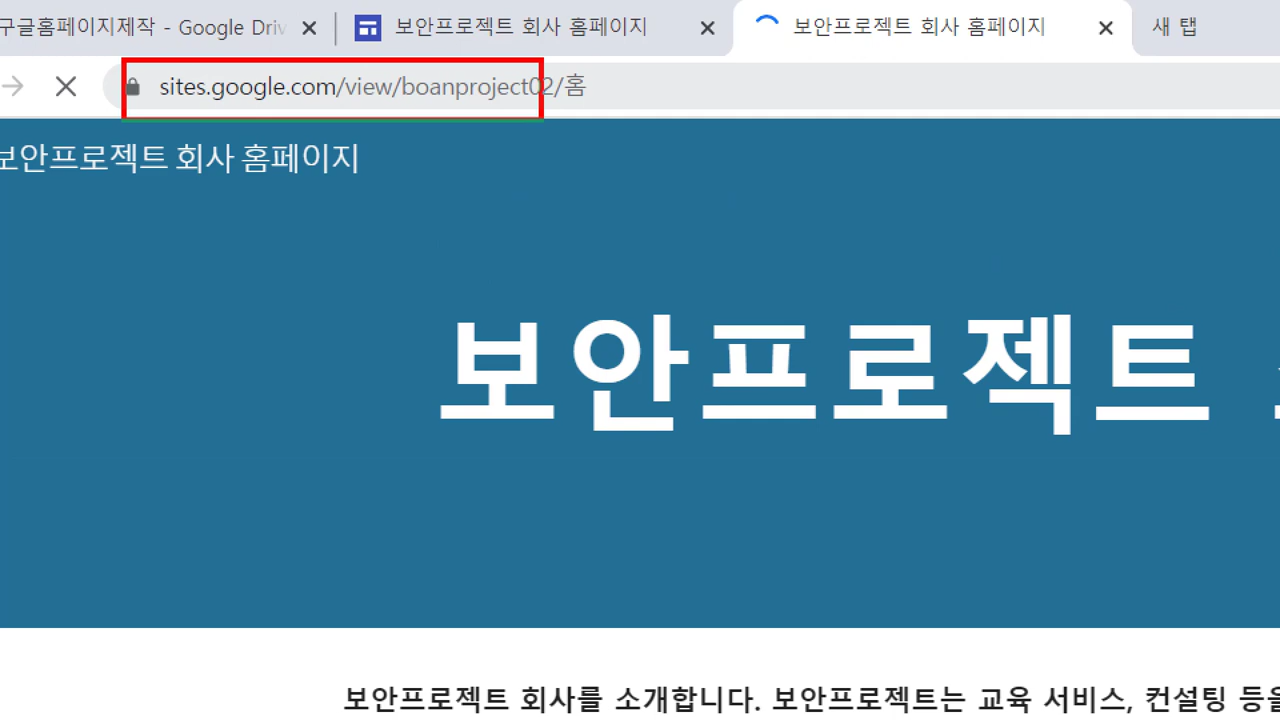 구글홈페이지제작 - Google Driv
보안프로젝트 회사 홈페이지
보안프로젝트 회사 홈페이지
새 탭
sites.google.com/view/boanproject02/홈
보안프로젝트 회사 홈페이지
보안프로젝트
보안프로젝트 회사를 소개합니다. 보안프로젝트는 교육 서비스, 컨설팅 등을